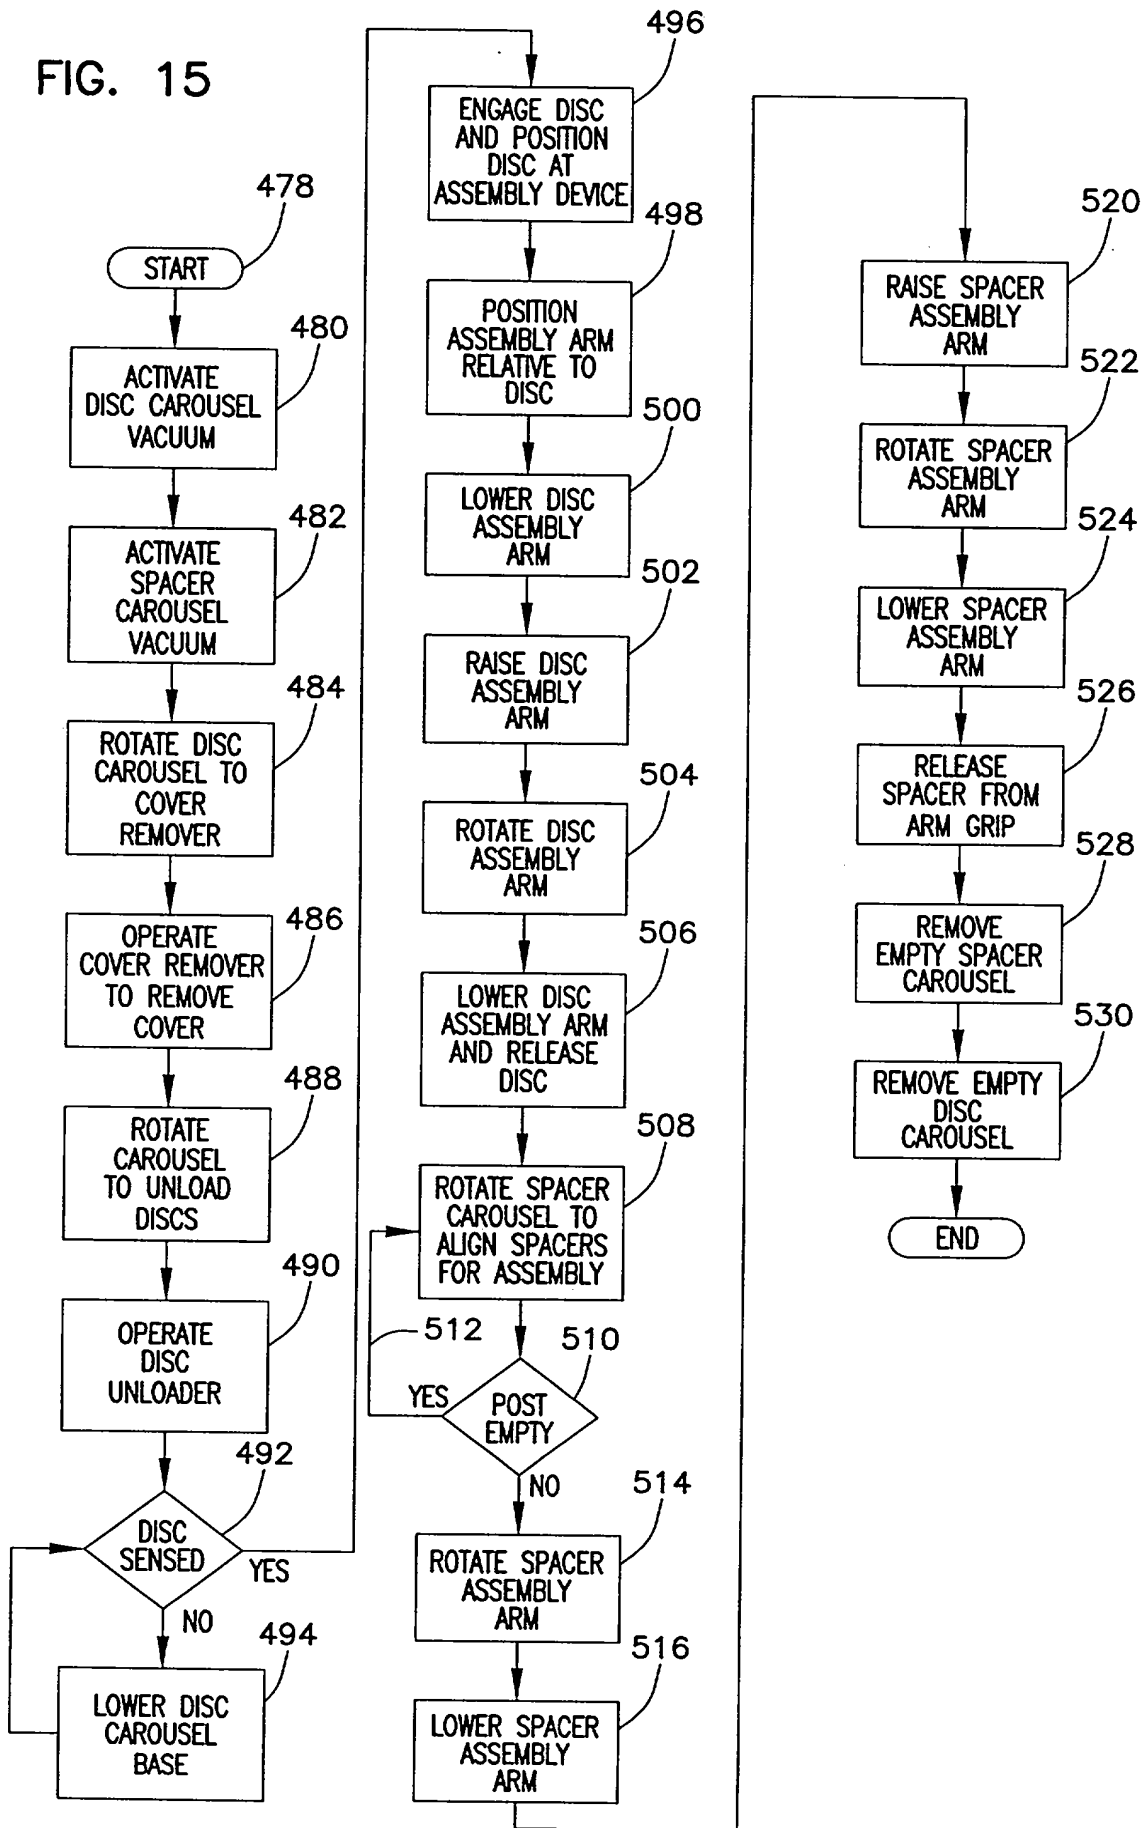 FIG. 15
478
START
480
ACTIVATE
DISC CAROUSEL
VACUUM
482
ACTIVATE
SPACER
CAROUSEL
VACUUM
484
ROTATE DISC
CAROUSEL TO
COVER
REMOVER
486
OPERATE
COVER REMOVER
TO REMOVE
COVER
488
ROTATE
CAROUSEL
TO UNLOAD
DISCS
490
OPERATE
DISC
UNLOADER
492
DISC
SENSED
YES
NO
494
LOWER DISC
CAROUSEL
BASE
496
ENGAGE DISC
AND POSITION
DISC AT
ASSEMBLY DEVICE
498
POSITION
ASSEMBLY ARM
RELATIVE TO
DISC
500
LOWER DISC
ASSEMBLY
ARM
502
RAISE DISC
ASSEMBLY
ARM
504
ROTATE DISC
ASSEMBLY
ARM
506
LOWER DISC
ASSEMBLY ARM
AND RELEASE
DISC
508
ROTATE SPACER
CAROUSEL TO
ALIGN SPACERS
FOR ASSEMBLY
512
510
YES
POST
EMPTY
NO
514
ROTATE SPACER
ASSEMBLY
ARM
516
LOWER SPACER
ASSEMBLY
ARM
520
RAISE SPACER
ASSEMBLY
ARM
522
ROTATE SPACER
ASSEMBLY
ARM
524
LOWER SPACER
ASSEMBLY
ARM
526
RELEASE
SPACER FROM
ARM GRIP
528
REMOVE
EMPTY SPACER
CAROUSEL
530
REMOVE EMPTY
DISC
CAROUSEL
END